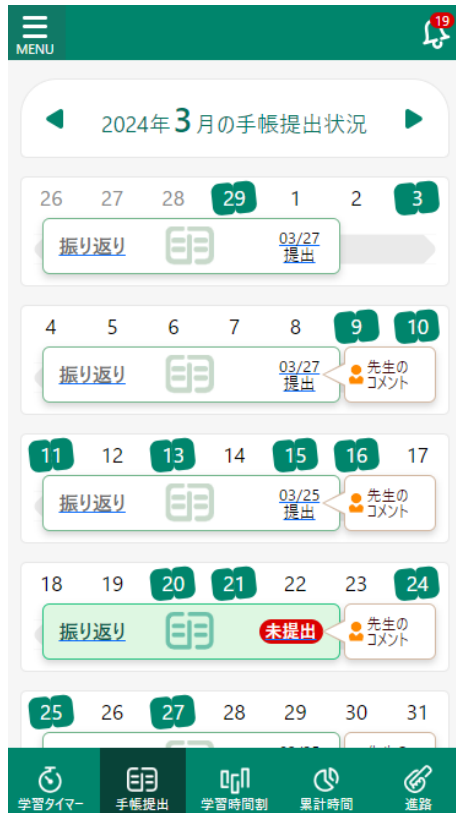 MENU
19
2024年3月の手帳提出状況
26 27 28 29 1 2 3
振り返り
03/27
提出
4 5 6 7 8 9 10
振り返り
03/27
提出
先生の
コメント
11 12 13 14 15 16 17
振り返り
03/25
提出
先生の
コメント
18 19 20 21 22 23 24
振り返り
未提出
先生の
コメント
25 26 27 28 29 30 31
学習タイマー 手帳提出 学習時間割 累計時間 進路